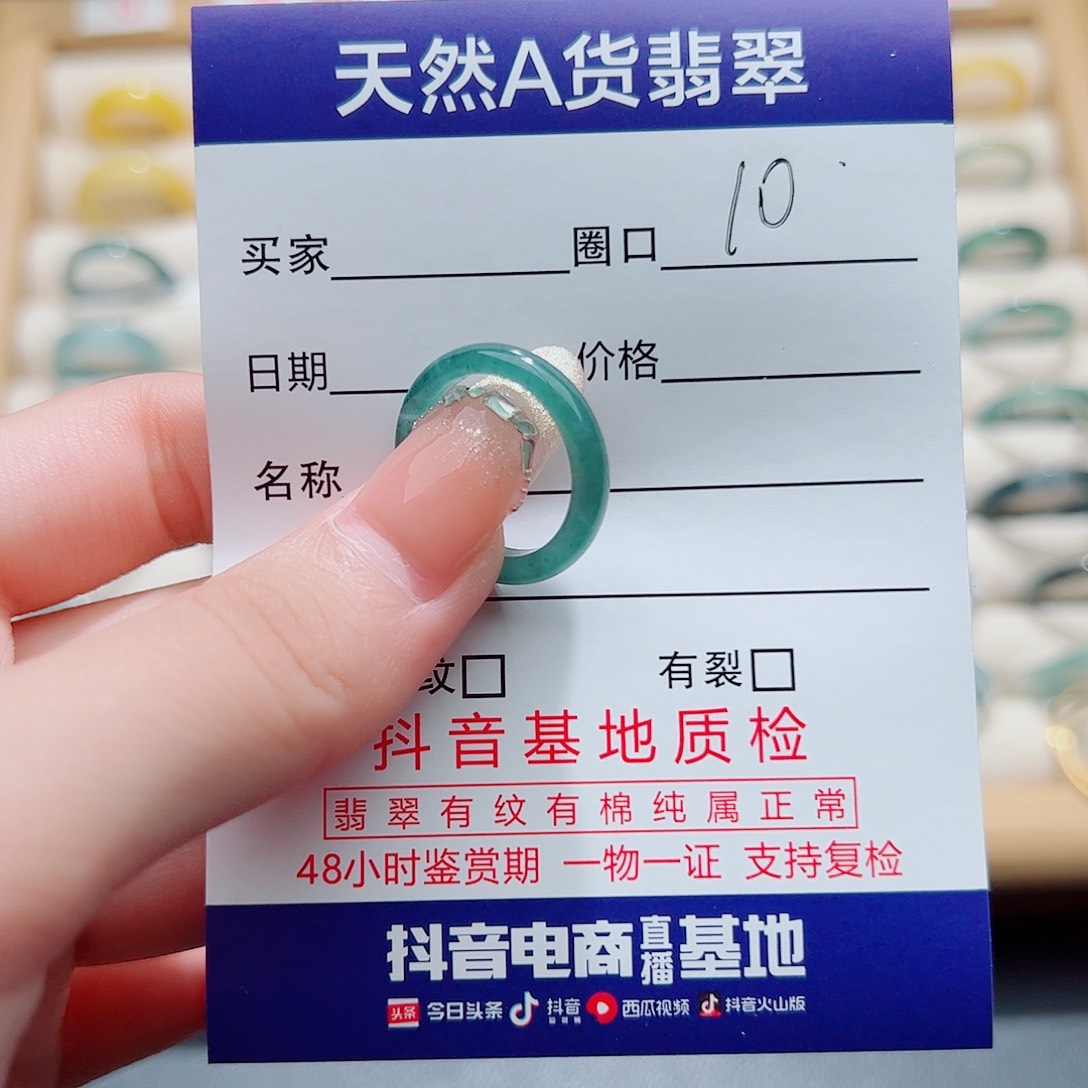 天然A货翡翠
买家 圈口 10
日期 价格
名称
纹 有裂
抖音基地质检
翡翠有纹有棉纯属正常
48小时鉴赏期 一物一证 支持复检
抖音电商直播基地
头条 今日头条 抖音 西瓜视频 抖音火山版